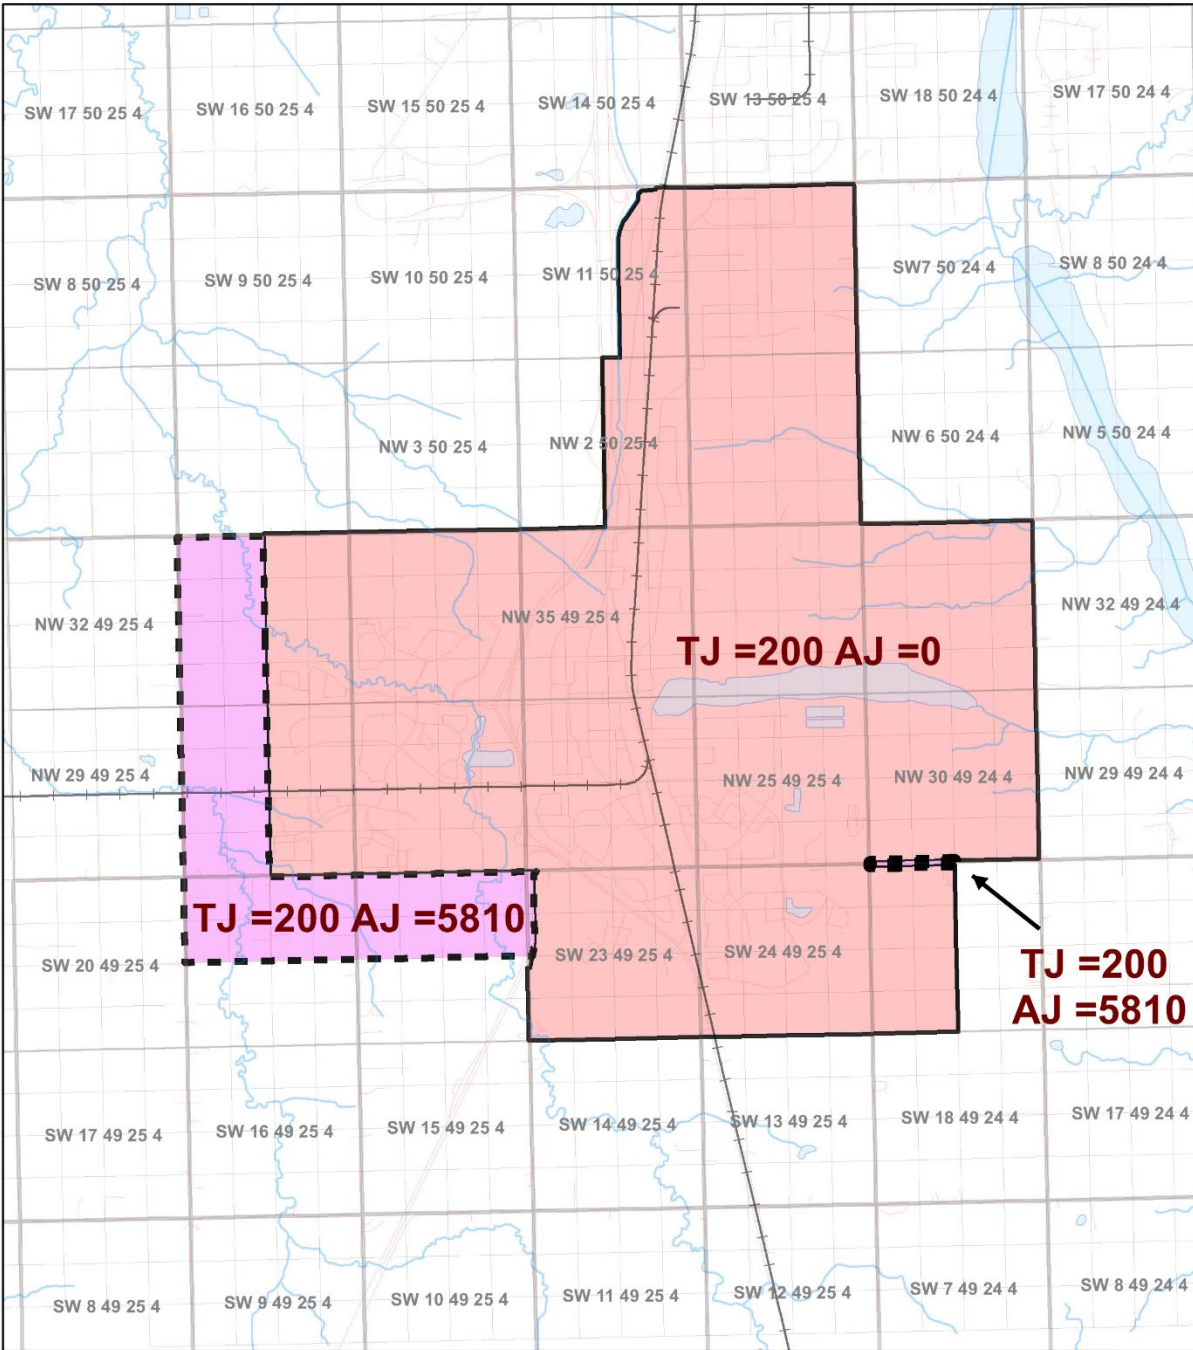 SW 17 50 25 4
SW 16 50 25 4
SW 15 50 25 4
SW 14 50 25 4
SW 13 50 25 4
SW 18 50 24 4
SW 17 50 24 4
SW 8 50 25 4
SW 9 50 25 4
SW 10 50 25 4
SW 11 50 25 4
SW7 50 24 4
SW 8 50 24 4
NW 3 50 25 4
NW 2 50 25 4
NW 6 50 24 4
NW 5 50 24 4
NW 32 49 25 4
NW 35 49 25 4
NW 32 49 24 4
TJ =200 AJ =0
NW 29 49 25 4
NW 25 49 25 4
NW 30 49 24 4
NW 29 49 24 4
TJ =200 AJ =5810
SW 20 49 25 4
SW 23 49 25 4
SW 24 49 25 4
TJ =200
AJ =5810
SW 17 49 25 4
SW 16 49 25 4
SW 15 49 25 4
SW 14 49 25 4
SW 13 49 25 4
SW 18 49 24 4
SW 17 49 24 4
SW 8 49 25 4
SW 9 49 25 4
SW 10 49 25 4
SW 11 49 25 4
SW 12 49 25 4
SW 7 49 24 4
SW 8 49 24 4